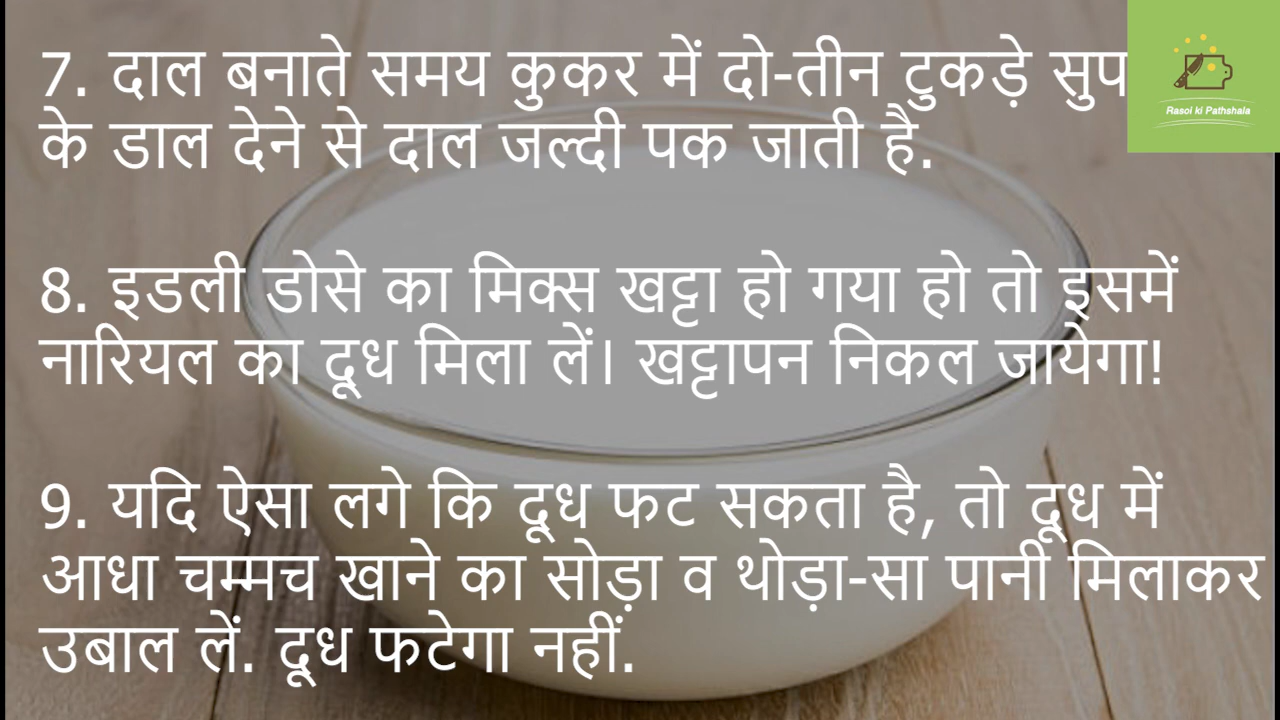 7. दाल बनाते समय कुकर में दो-तीन टुकड़े
के डाल देने से दाल जल्दी पक जाती है.
8. इडली डोसे का मिक्स खट्टा हो गया हो तो इसमें
नारियल का दूध मिला लें। खट्टापन निकल जायेगा!
9. यदि ऐसा लगे कि दूध फट सकता है, तो दूध में
आधा चम्मच खाने का सोड़ा व थोड़ा-सा पानी मिलाकर
उबाल लें. दूध फटेगा नहीं.
Rasoi ki Pathshala